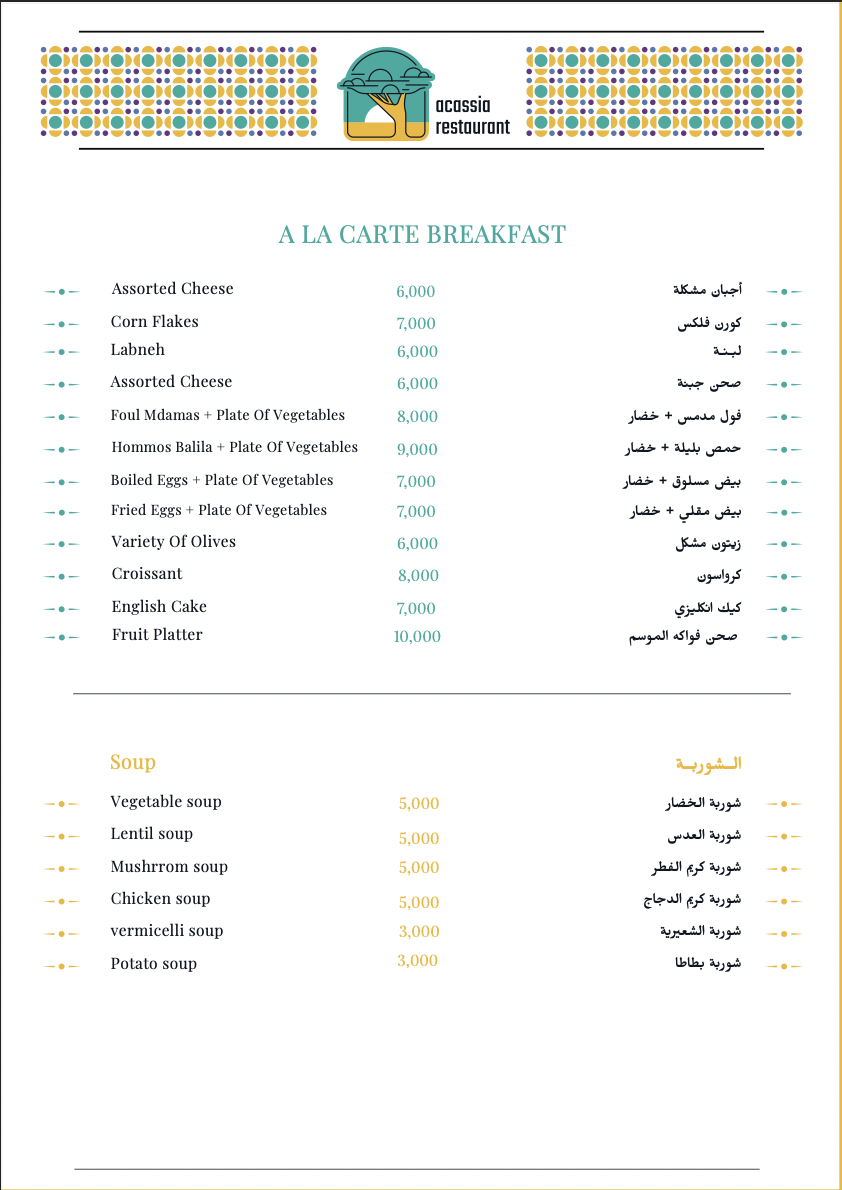 acassia
restaurant
A LA CARTE BREAKFAST
Assorted Cheese 6,000 أجبان مشكلة
Corn Flakes 7,000 كورن فلكس
Labneh 6,000 لبنة
Assorted Cheese 6,000 صحن جبنة
Foul Mdamas + Plate Of Vegetables 8,000 فول مدمس + خضار
Hommos Balila + Plate Of Vegetables 9,000 حمص بليلة + خضار
Boiled Eggs + Plate Of Vegetables 7,000 بيض مسلوق + خضار
Fried Eggs + Plate Of Vegetables 7,000 بيض مقلي + خضار
Variety Of Olives 6,000 زيتون مشكل
Croissant 8,000 كرواسون
English Cake 7,000 كيك انكليزي
Fruit Platter 10,000 صحن فواكه الموسم
Soup الــشوربــة
Vegetable soup 5,000 شوربة الخضار
Lentil soup 5,000 شوربة العدس
Mushrrom soup 5,000 شوربة كريم الفطر
Chicken soup 5,000 شوربة كريم الدجاج
vermicelli soup 3,000 شوربة الشعيرية
Potato soup 3,000 شوربة بطاطا